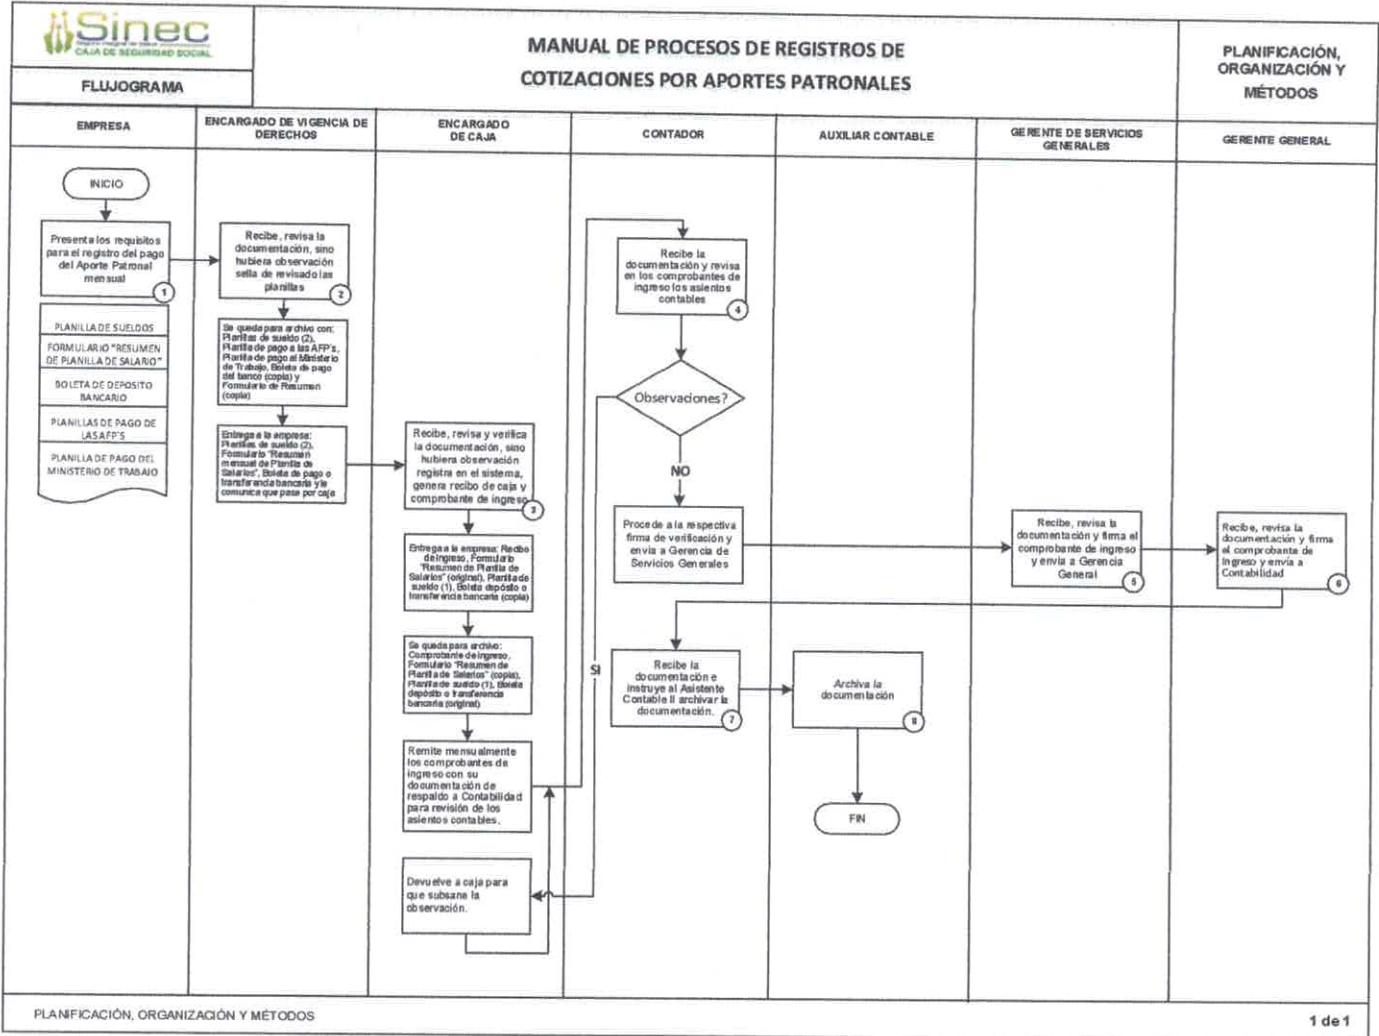 Sinec
CAJA DE SEGURIDAD SOCIAL
FLUJOGRAMA
MANUAL DE PROCESOS DE REGISTROS DE
COTIZACIONES POR APORTES PATRONALES
PLANIFICACIÓN,
ORGANIZACIÓN Y
MÉTODOS
EMPRESA
ENCARGADO DE VIGENCIA DE
DERECHOS
ENCARGADO
DE CAJA
CONTADOR
AUXILIAR CONTABLE
GERENTE DE SERVICIOS
GENERALES
GERENTE GENERAL
INICIO
Presenta los requisitos
para el registro del pago
del Aporte Patronal
mensual
1
PLANILLA DE SUELDOS
FORMULARIO "RESUMEN
DE PLANILLA DE SALARIO"
BOLETA DE DEPOSITO
BANCARIO
PLANILLAS DE PAGO DE
LAS AFP'S
PLANILLA DE PAGO DEL
MINISTERIO DE TRABAJO
Recibe, revisa la
documentación, sino
hubiera observación
sella de revisado las
planillas
2
Se queda para archivo con:
Planillas de sueldo (2),
Planilla de pago a las AFP's,
Planilla de pago al Ministerio
de Trabajo, Boleta de pago
del banco (copia) y
Formulario de Resumen
(copia)
Entrega a la empresa:
Planillas de sueldo (2),
Formulario "Resumen
mensual de Planilla de
Salarios", Boleta de pago o
transferencia bancaria y le
comunica que pase por caja
Recibe, revisa y verifica
la documentación, sino
hubiera observación
registra en el sistema,
genera recibo de caja y
comprobante de ingreso
3
Entrega a la empresa: Recibo
de ingreso, Formulario
"Resumen de Planilla de
Salarios" (original), Planilla de
sueldo (1), Boleta depósito o
transferencia bancaria (copia)
Se queda para archivo:
Comprobante de ingreso,
Formulario "Resumen de
Planilla de Salarios" (copia),
Planilla de sueldo (1), Boleta
depósito o transferencia
bancaria (original)
Remite mensualmente
los comprobantes de
ingreso con su
documentación de
respaldo a Contabilidad
para revisión de los
asientos contables.
Devuelve a caja para
que subsane la
observación.
Recibe la
documentación y revisa
en los comprobantes de
ingreso los asientos
contables
4
Observaciones?
NO
SI
Procede a la respectiva
firma de verificación y
envia a Gerencia de
Servicios Generales
Recibe, revisa la
documentación y firma el
comprobante de ingreso
y envía a Gerencia
General
5
Recibe, revisa la
documentación y firma
el comprobante de
Ingreso y envía a
Contabilidad
6
Recibe la
documentación e
instruye al Asistente
Contable II archivar la
documentación.
7
Archiva la
documentación
8
FIN
PLANIFICACIÓN, ORGANIZACIÓN Y MÉTODOS
1 de 1